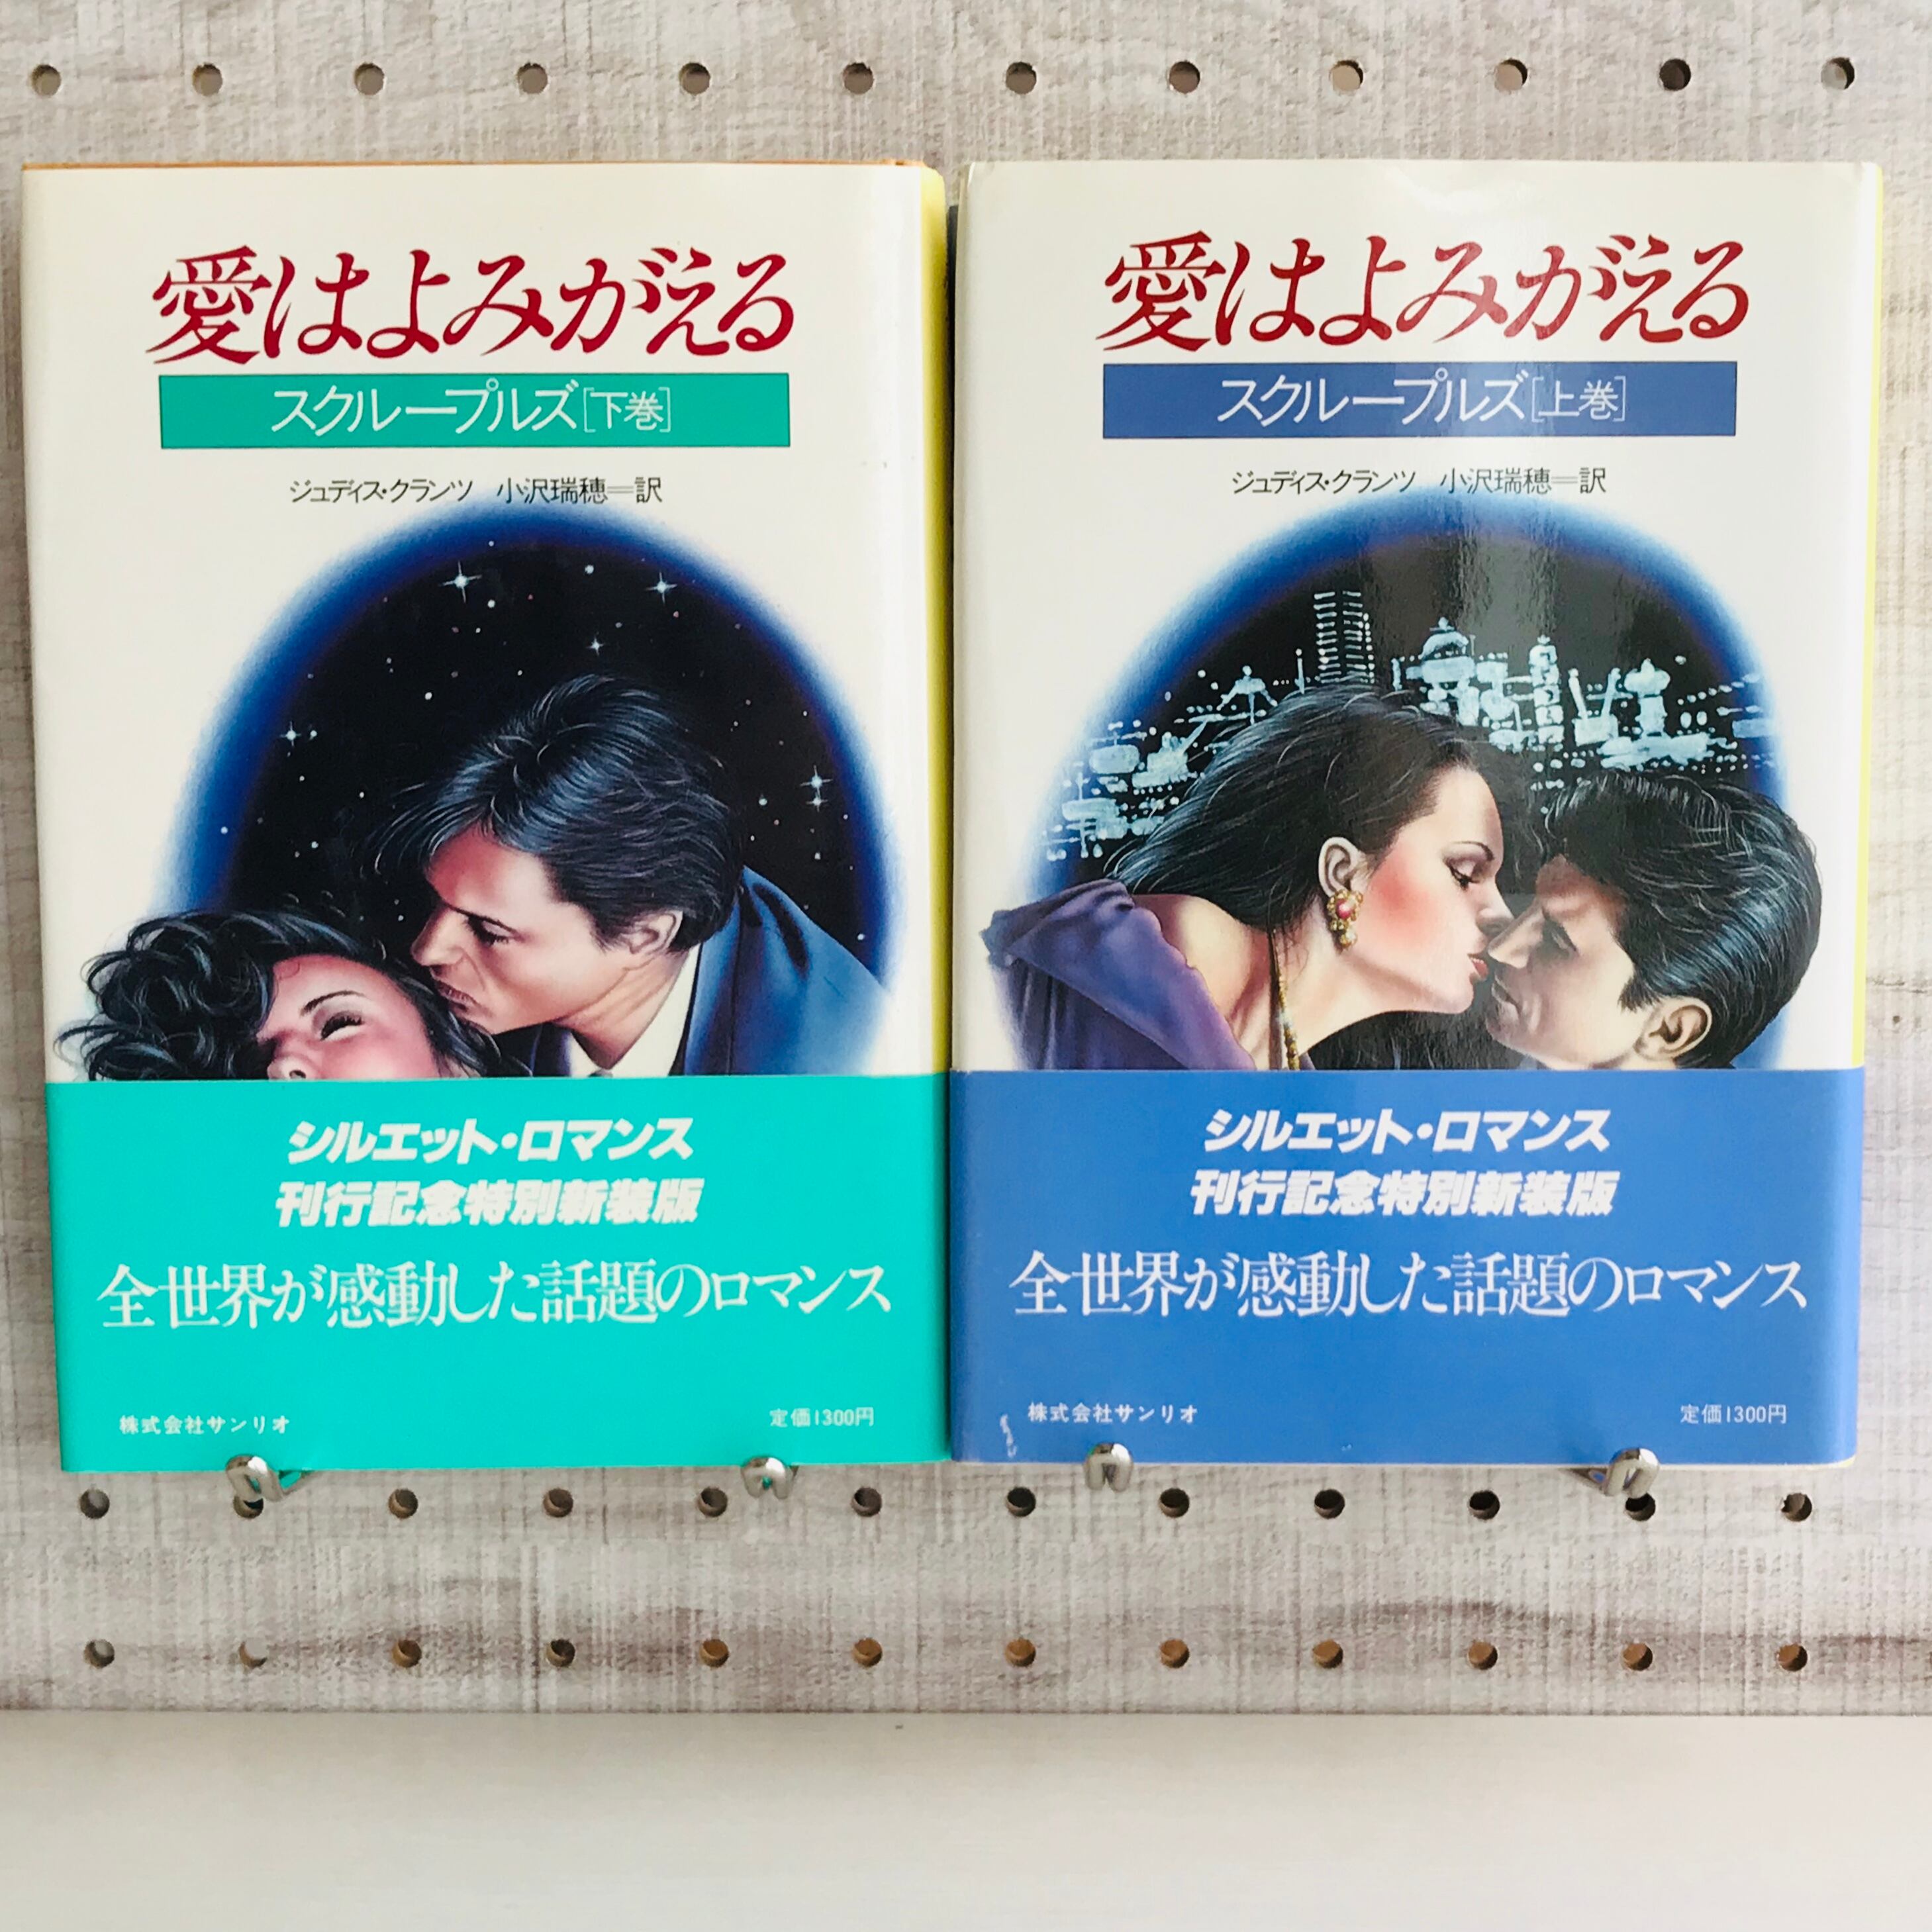 愛はよみがえる
スクループルズ[下巻]
ジュディス・クランツ 小沢瑞穂=訳
シルエット・ロマンス
刊行記念特別新装版
全世界が感動した話題のロマンス
株式会社サンリオ 定価1300円
愛はよみがえる
スクループルズ[上巻]
ジュディス・クランツ 小沢瑞穂=訳
シルエット・ロマンス
刊行記念特別新装版
全世界が感動した話題のロマンス
株式会社サンリオ 定価1300円